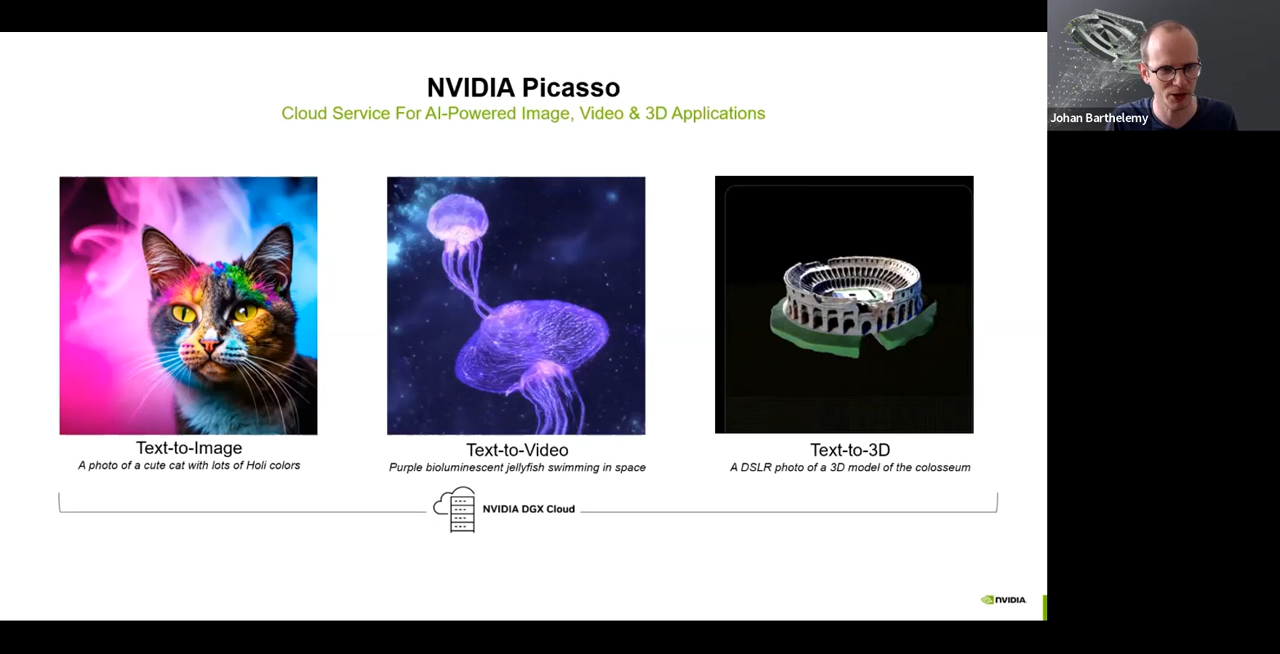 NVIDIA Picasso
Cloud Service For AI-Powered Image, Video & 3D Applications
Johan Barthelemy
Text-to-Image
A photo of a cute cat with lots of Holi colors
Text-to-Video
Purple bioluminescent jellyfish swimming in space
Text-to-3D
A DSLR photo of a 3D model of the colosseum
NVIDIA DGX Cloud
NVIDIA